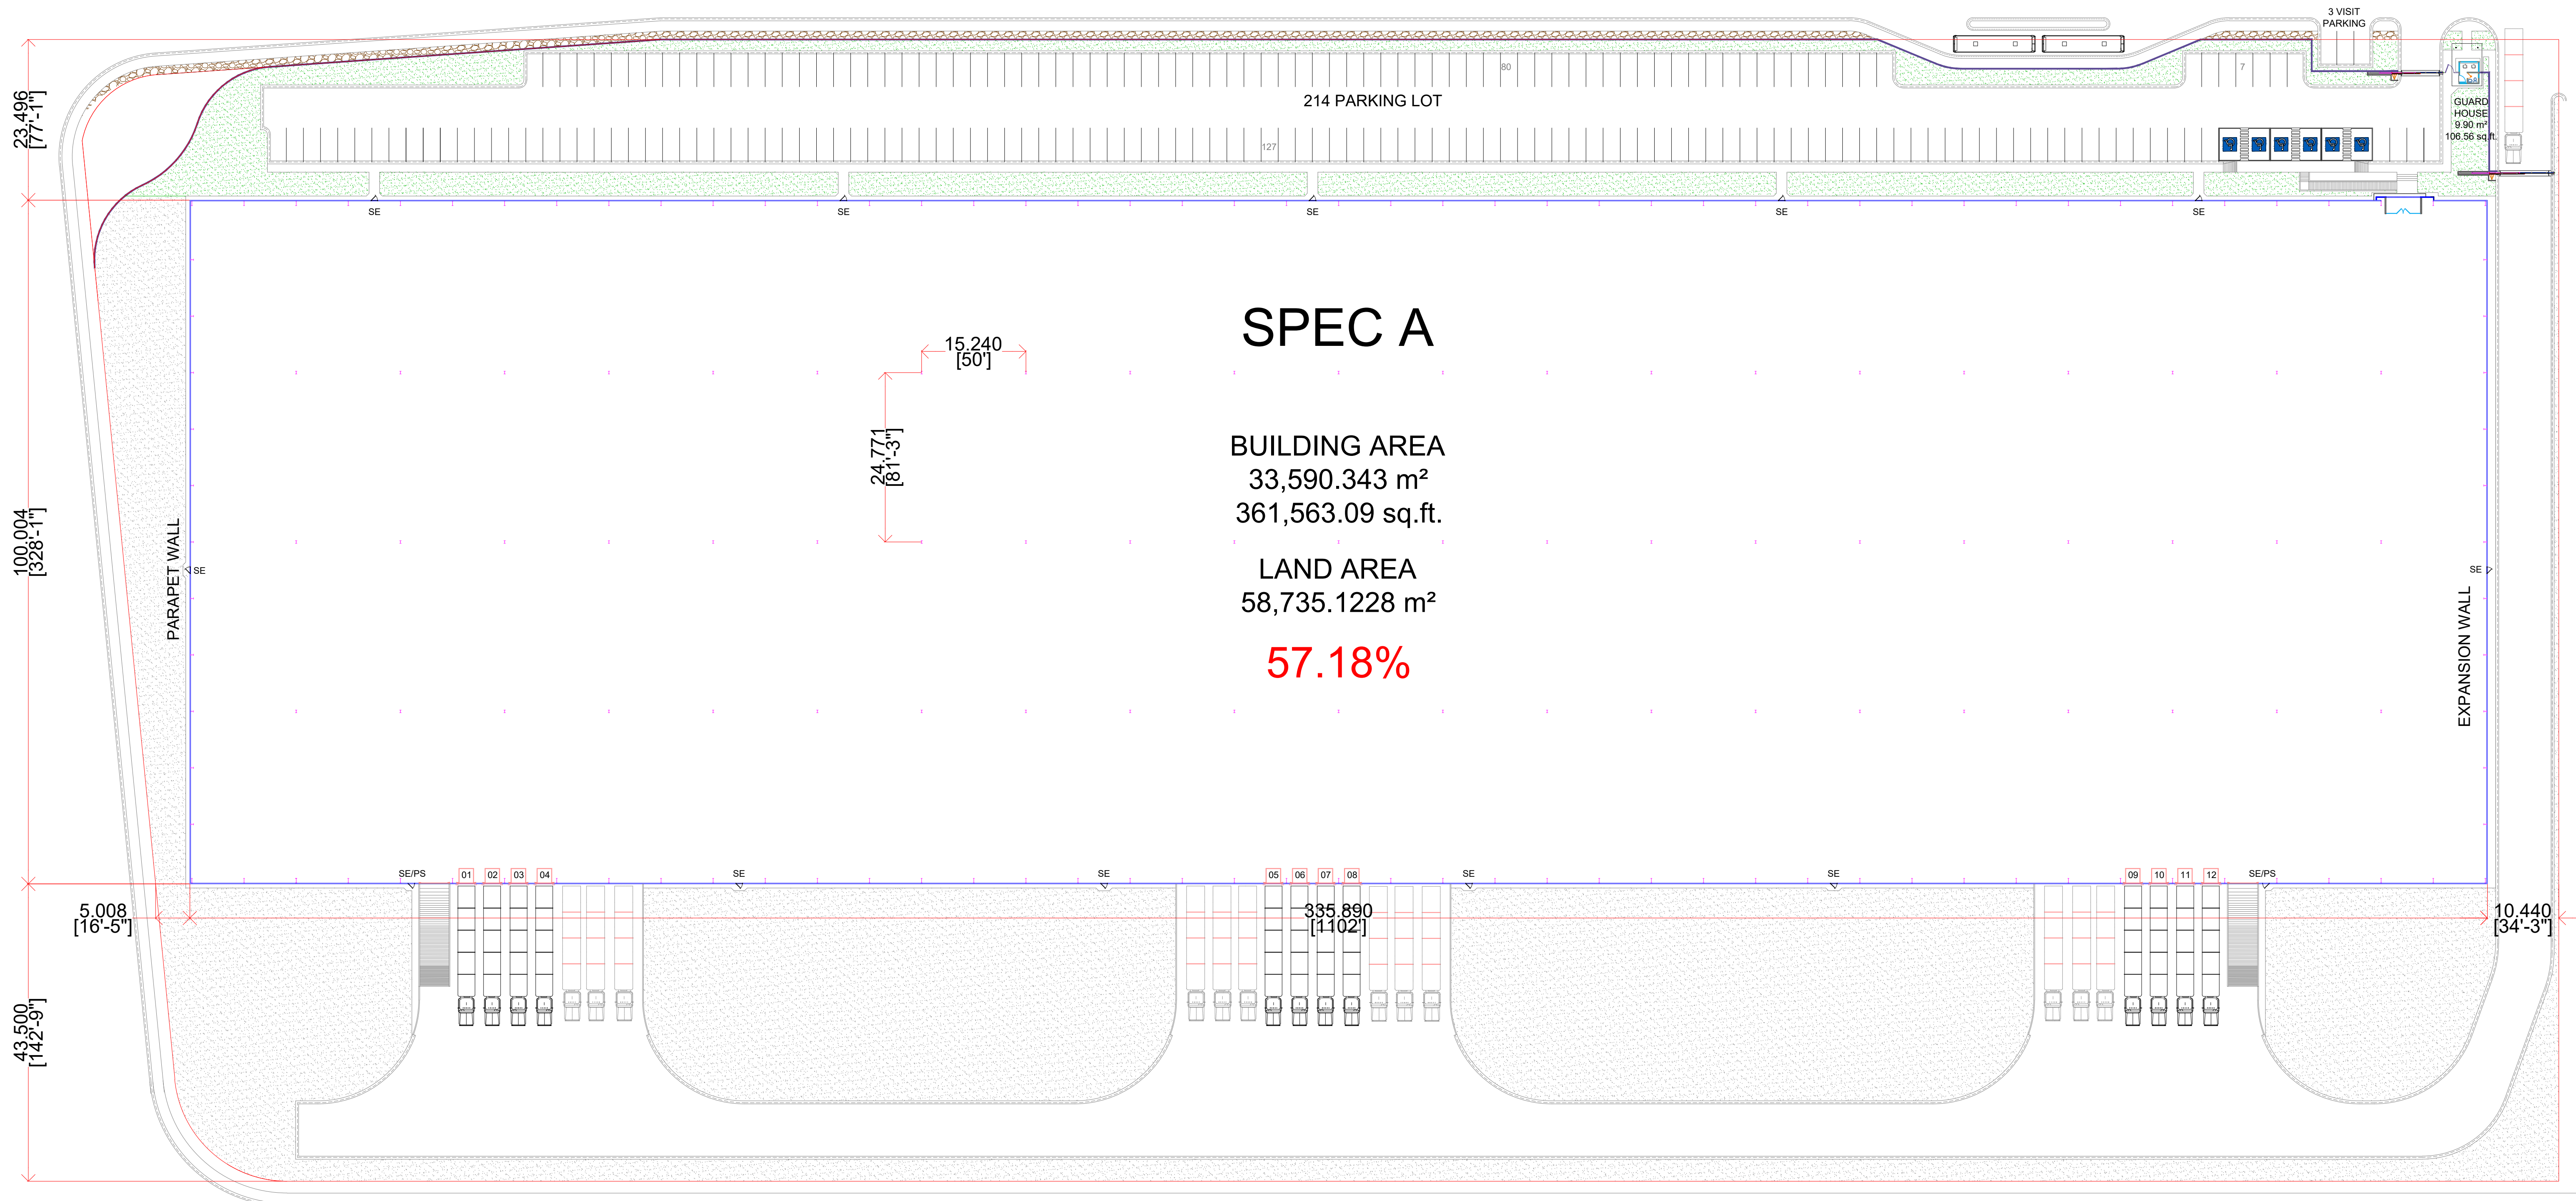 3 VISIT
PARKING
80
7
214 PARKING LOT
GUARD
HOUSE
9.90 m²
106.56 sq.ft.
127
23.496
[77'-1"]
SE
SE
SE
SE
SE
SPEC A
15.240
[50']
24.771
[81'-3"]
BUILDING AREA
33,590.343 m²
361,563.09 sq.ft.
LAND AREA
58,735.1228 m²
57.18%
100.004
[328'-1"]
PARAPET WALL
SE
SE
EXPANSION WALL
SE/PS
01
02
03
04
SE
SE
05
06
07
08
SE
SE
09
10
11
12
SE/PS
5.008
[16'-5"]
335.890
[1102']
10.440
[34'-3"]
43.500
[142'-9"]